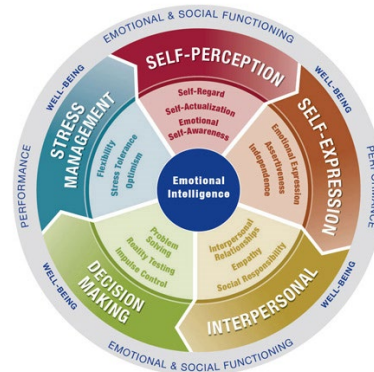 EMOTIONAL & SOCIAL FUNCTIONING
WELL-BEING
WELL-BEING
SELF-PERCEPTION
Self-Regard
Self-Actualization
Emotional
Self-Awareness
SELF-EXPRESSION
Emotional Expression
Assertiveness
Independence
PERFORMANCE
INTERPERSONAL
Interpersonal
Relationships
Empathy
Social Responsibility
WELL-BEING
DECISION
MAKING
Problem
Solving
Reality Testing
Impulse Control
WELL-BEING
STRESS
MANAGEMENT
Flexibility
Stress Tolerance
Optimism
PERFORMANCE
Emotional
Intelligence
EMOTIONAL & SOCIAL FUNCTIONING